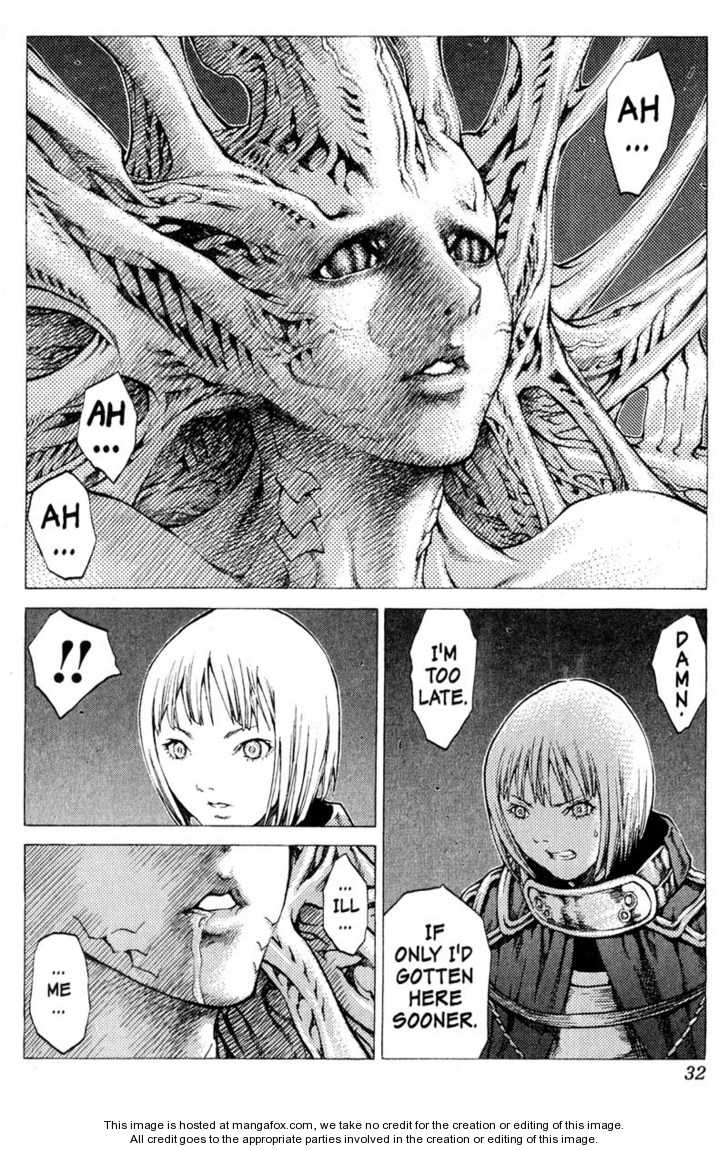 AH
...
AH
...
AH
...
DAMN.
I'M
TOO
LATE.
IF
ONLY I'D
GOTTEN
HERE
SOONER.
!!
...
ILL
...
...
ME
...
32
This image is hosted at mangafox.com, we take no credit for the creation or editing of this image.
All credit goes to the appropriate parties involved in the creation or editing of this image.